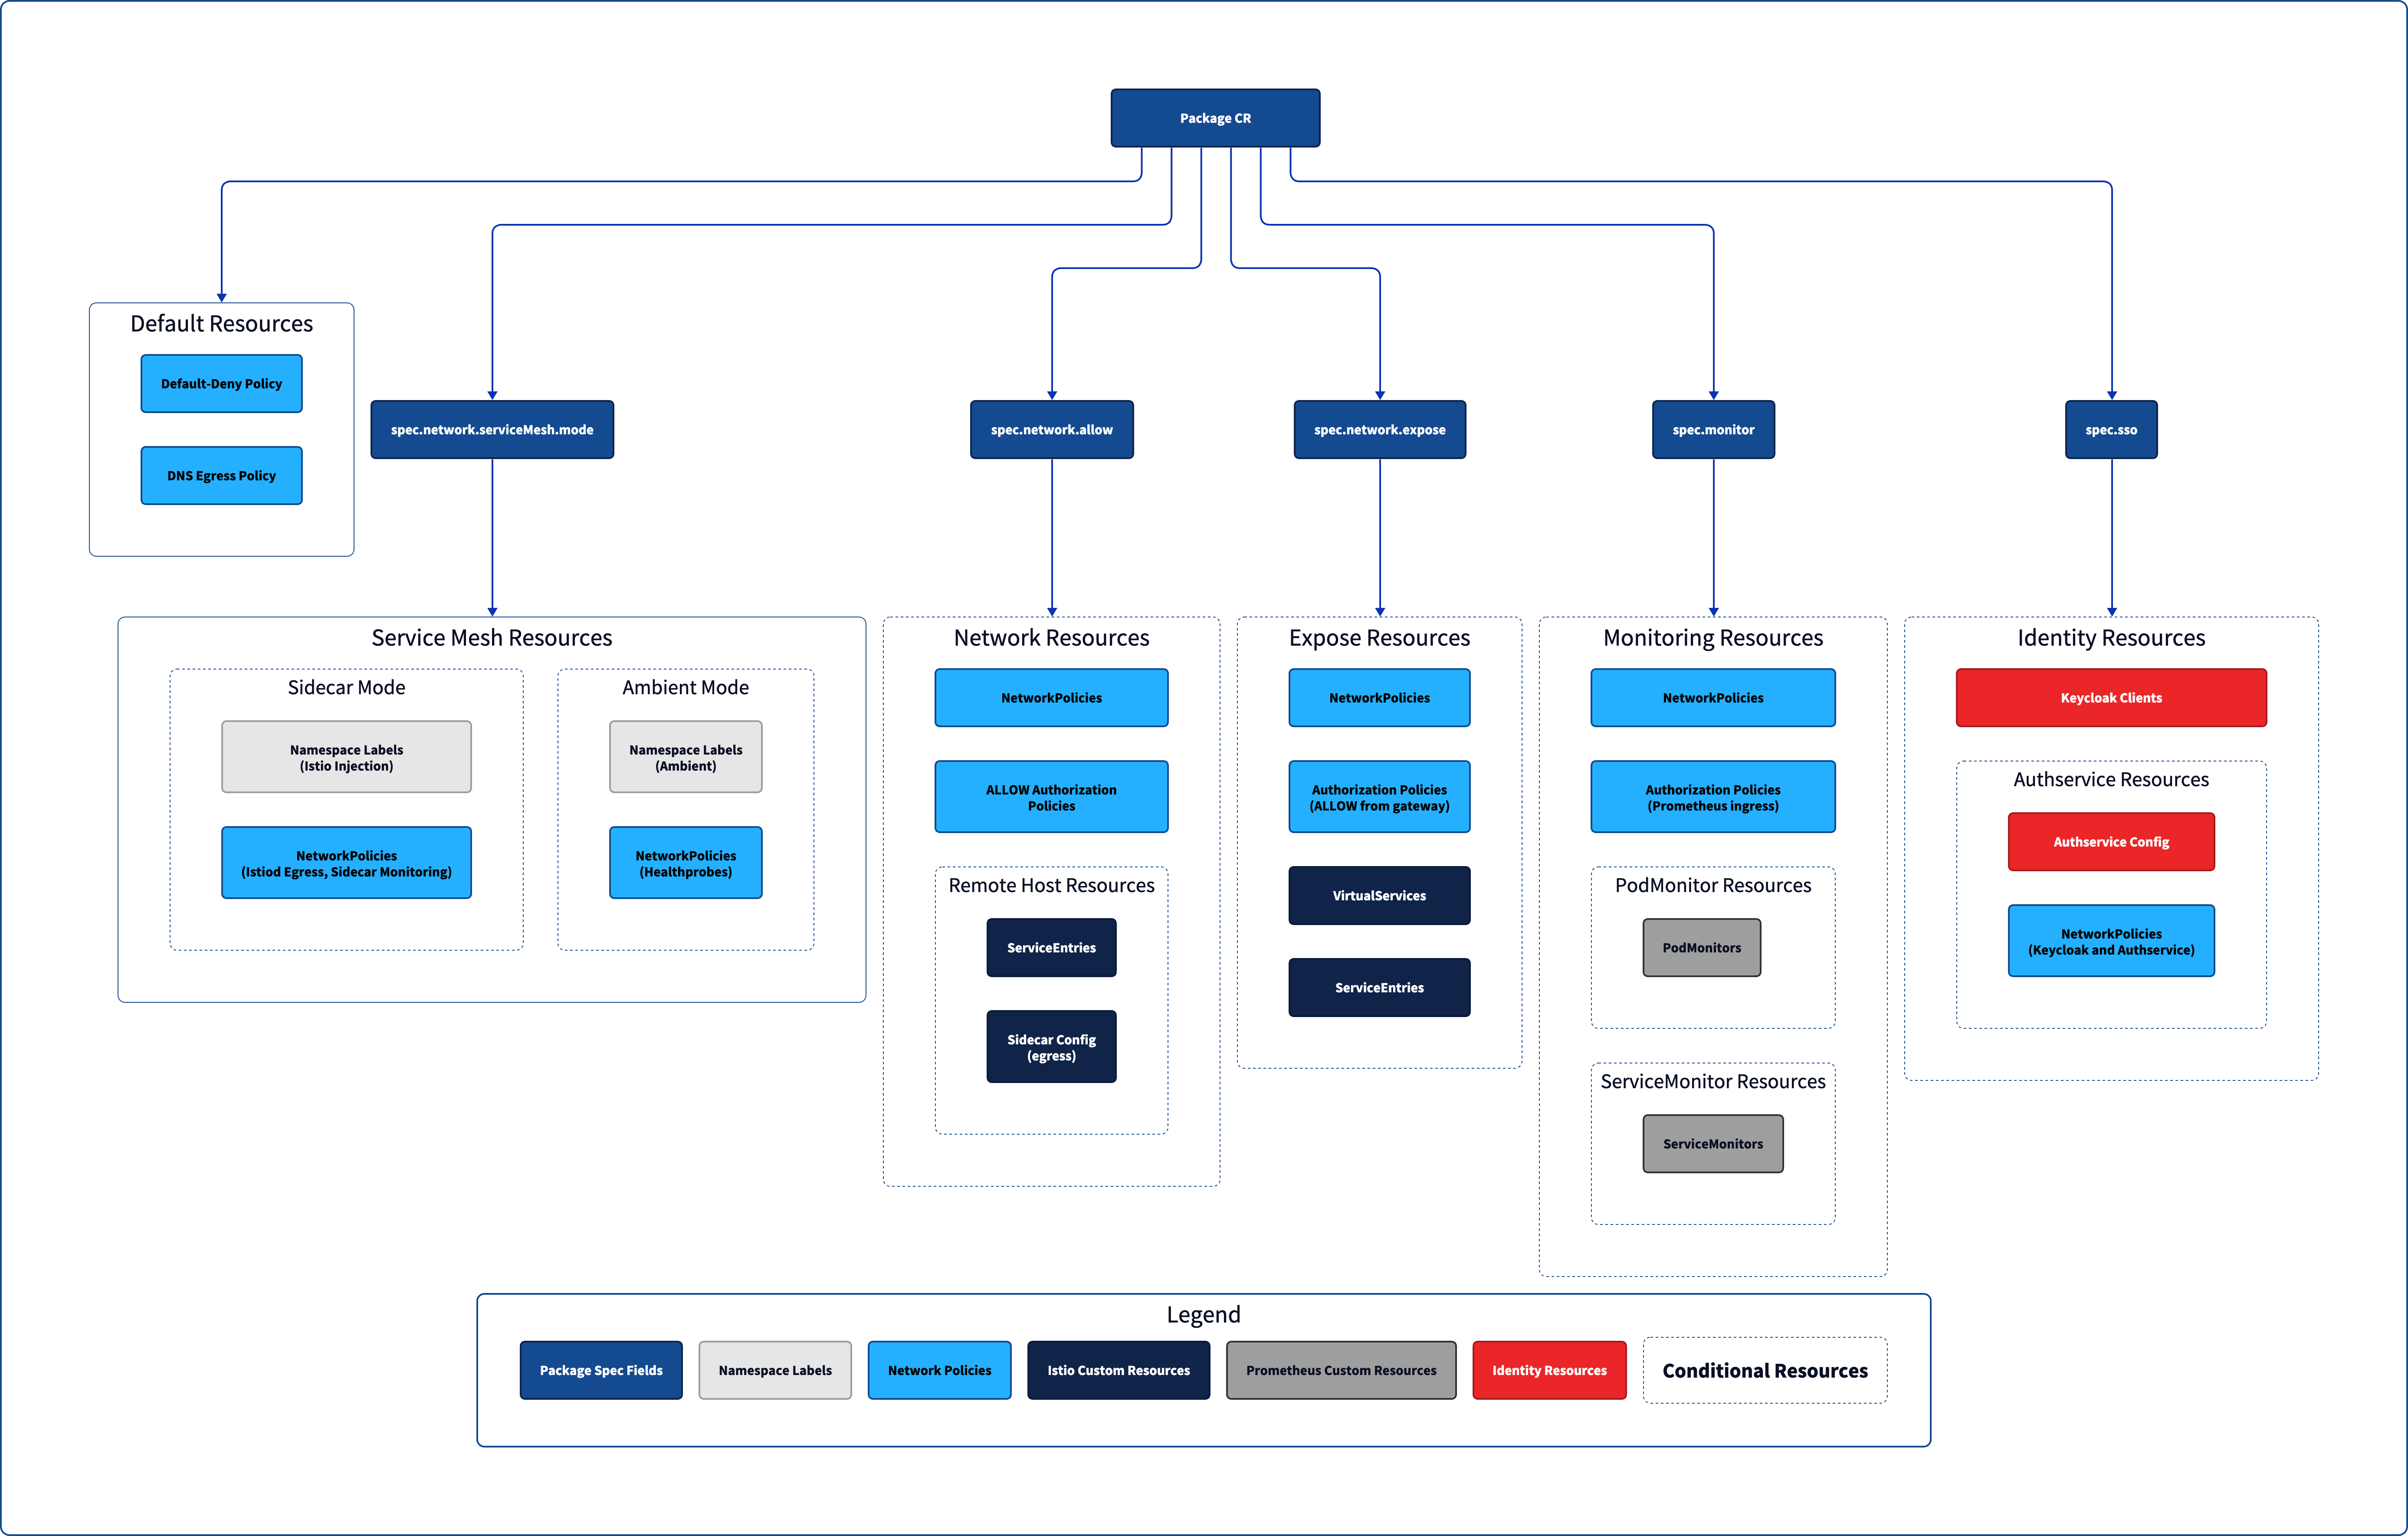 Package CR
Default Resources
Default-Deny Policy
DNS Egress Policy
spec.network.serviceMesh.mode
spec.network.allow
spec.network.expose
spec.monitor
spec.sso
Service Mesh Resources
Sidecar Mode
Namespace Labels
(Istio Injection)
NetworkPolicies
(Istiod Egress, Sidecar Monitoring)
Ambient Mode
Namespace Labels
(Ambient)
NetworkPolicies
(Healthprobes)
Network Resources
NetworkPolicies
ALLOW Authorization
Policies
Remote Host Resources
ServiceEntries
Sidecar Config
(egress)
Expose Resources
NetworkPolicies
Authorization Policies
(ALLOW from gateway)
VirtualServices
ServiceEntries
Monitoring Resources
NetworkPolicies
Authorization Policies
(Prometheus ingress)
PodMonitor Resources
PodMonitors
ServiceMonitor Resources
ServiceMonitors
Identity Resources
Keycloak Clients
Authservice Resources
Authservice Config
NetworkPolicies
(Keycloak and Authservice)
Legend
Package Spec Fields
Namespace Labels
Network Policies
Istio Custom Resources
Prometheus Custom Resources
Identity Resources
Conditional Resources